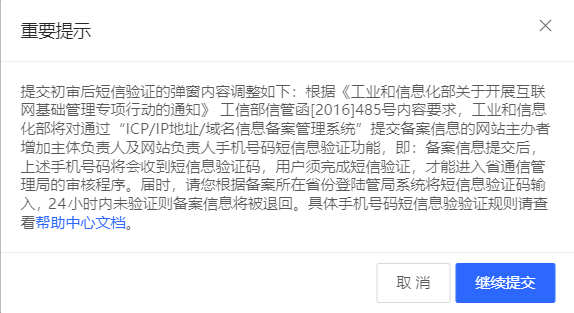 重要提示
提交初审后短信验证的弹窗内容调整如下：根据《工业和信息化部关于开展互联
网基础管理专项行动的通知》 工信部信管函[2016]485号内容要求，工业和信息
化部将对通过“ICP/IP地址/域名信息备案管理系统”提交备案信息的网站主办者
增加主体负责人及网站负责人手机号码短信息验证功能，即：备案信息提交后，
上述手机号码将会收到短信息验证码，用户须完成短信验证，才能进入省通信管
理局的审核程序。届时，请您根据备案所在省份登陆管局系统将短信息验证码输
入，24小时内未验证则备案信息将被退回。具体手机号码短信息验验证规则请查
看帮助中心文档。
取 消
继续提交